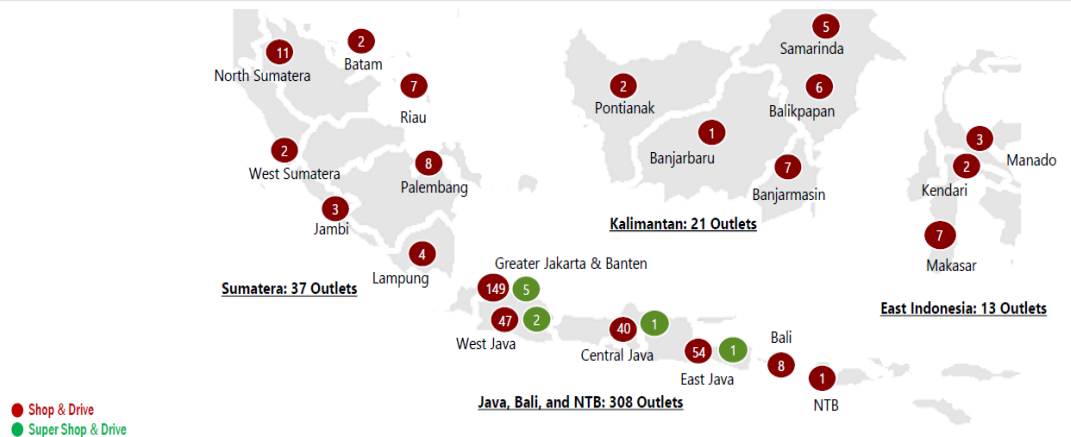 11
North Sumatera
2
Batam
7
Riau
2
West Sumatera
8
Palembang
3
Jambi
4
Lampung
Sumatera: 37 Outlets
5
Samarinda
2
Pontianak
6
Balikpapan
1
Banjarbaru
7
Banjarmasin
Kalimantan: 21 Outlets
3
Manado
2
Kendari
7
Makasar
East Indonesia: 13 Outlets
Greater Jakarta & Banten
149 5
47 2
West Java
40 1
Central Java
54 1
East Java
Bali
8
1
NTB
Java, Bali, and NTB: 308 Outlets
Shop & Drive
Super Shop & Drive